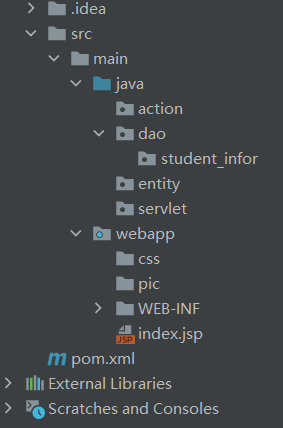 .idea
src
main
java
action
dao
student_infor
entity
servlet
webapp
css
pic
WEB-INF
JSP index.jsp
m pom.xml
External Libraries
Scratches and Consoles